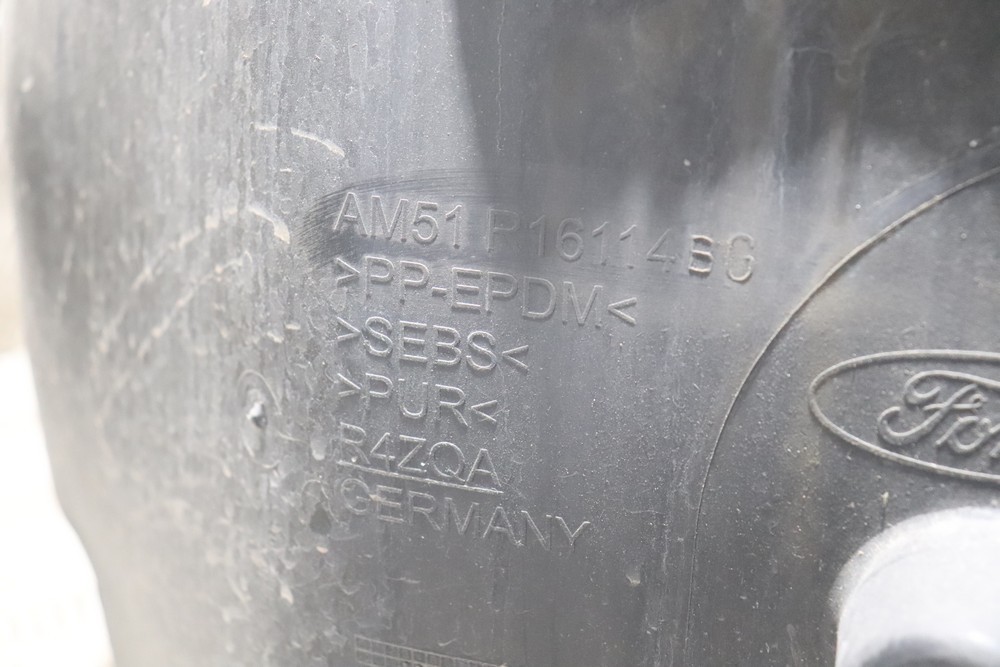 AM51 P16114BG
>PP-EPDM<
>SEBS<
>PUR<
R4ZQA
GERMANY
Ford